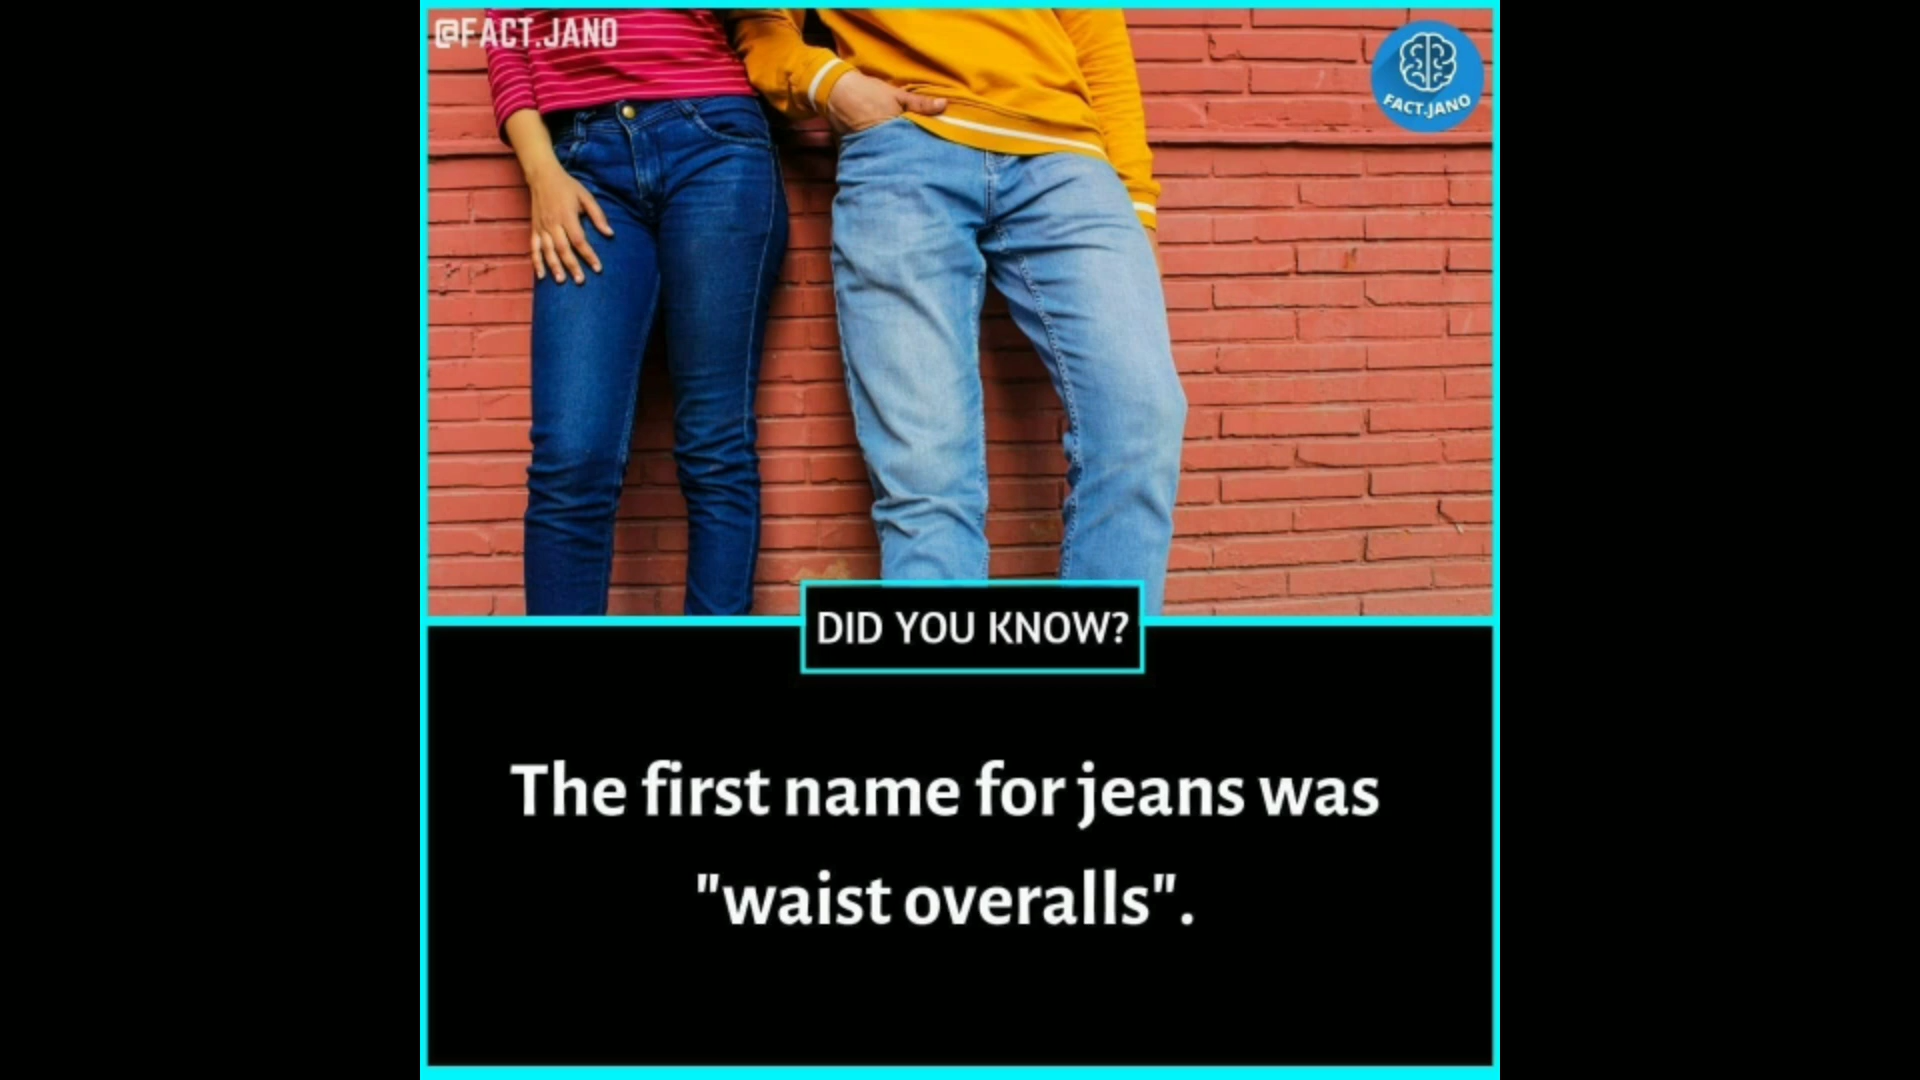 @FACT.JANO
FACT.JANO
DID YOU KNOW?
The first name for jeans was
"waist overalls".